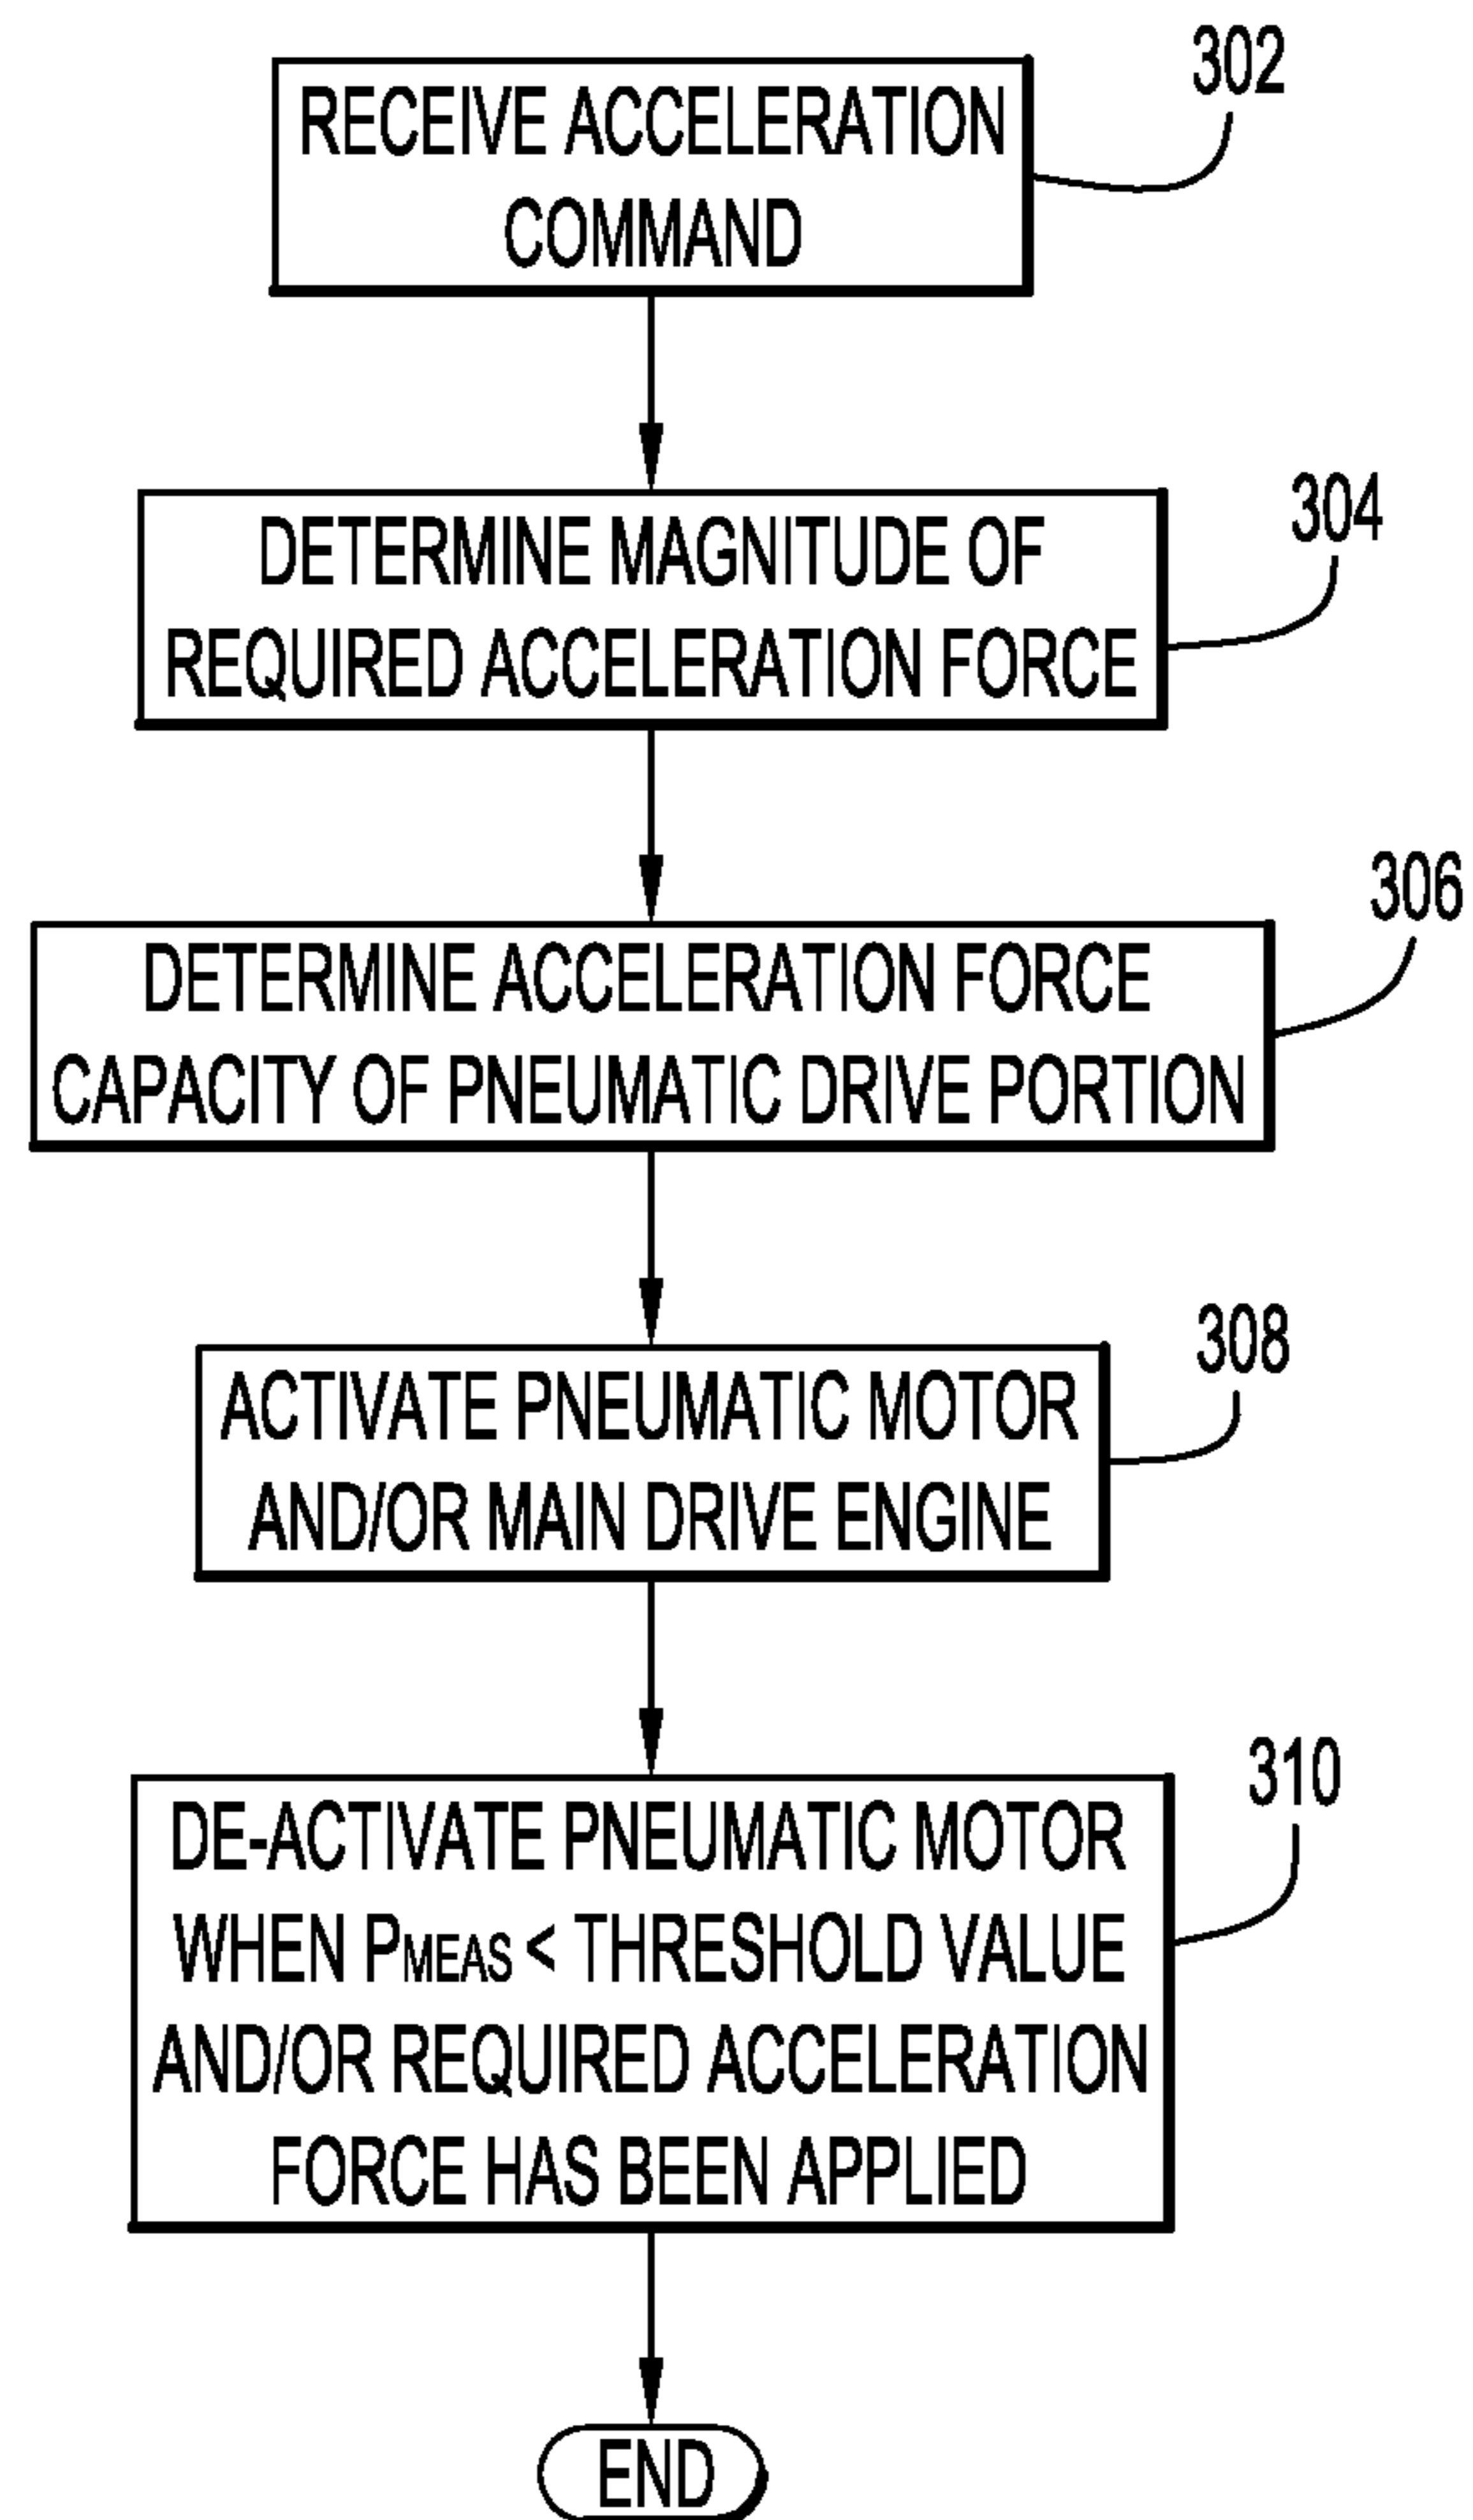 302
RECEIVE ACCELERATION
COMMAND
304
DETERMINE MAGNITUDE OF
REQUIRED ACCELERATION FORCE
306
DETERMINE ACCELERATION FORCE
CAPACITY OF PNEUMATIC DRIVE PORTION
308
ACTIVATE PNEUMATIC MOTOR
AND/OR MAIN DRIVE ENGINE
310
DE-ACTIVATE PNEUMATIC MOTOR
WHEN PMEAS < THRESHOLD VALUE
AND/OR REQUIRED ACCELERATION
FORCE HAS BEEN APPLIED
END